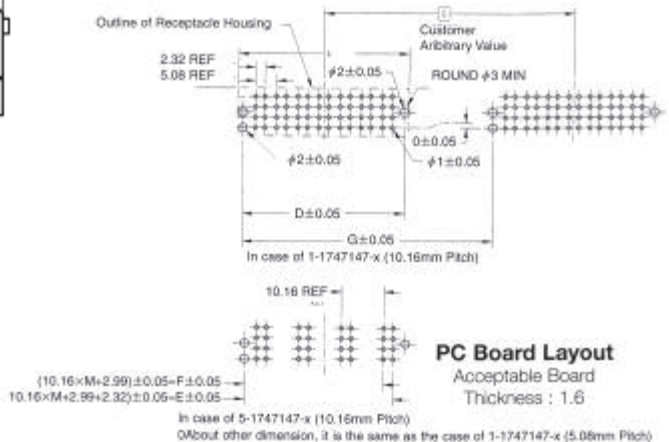 Outline of Receptacle Housing
Customer
Aribitrary Value
2.32 REF
5.08 REF
ϕ2±0.05
ROUND ϕ3 MIN
0±0.05
ϕ2±0.05
ϕ1±0.05
D±0.05
G±0.05
In case of 1-1747147-x (10.16mm Pitch)
10.16 REF
PC Board Layout
Acceptable Board
Thickness : 1.6
(10.16×M+2.99)±0.05=F±0.05
10.16×M+2.99+2.32)±0.05=E±0.05
In case of 5-1747147-x (10.16mm Pitch)
OAbout other dimension, it is the same as the case of 1-1747147-x (5.08mm Pitch)